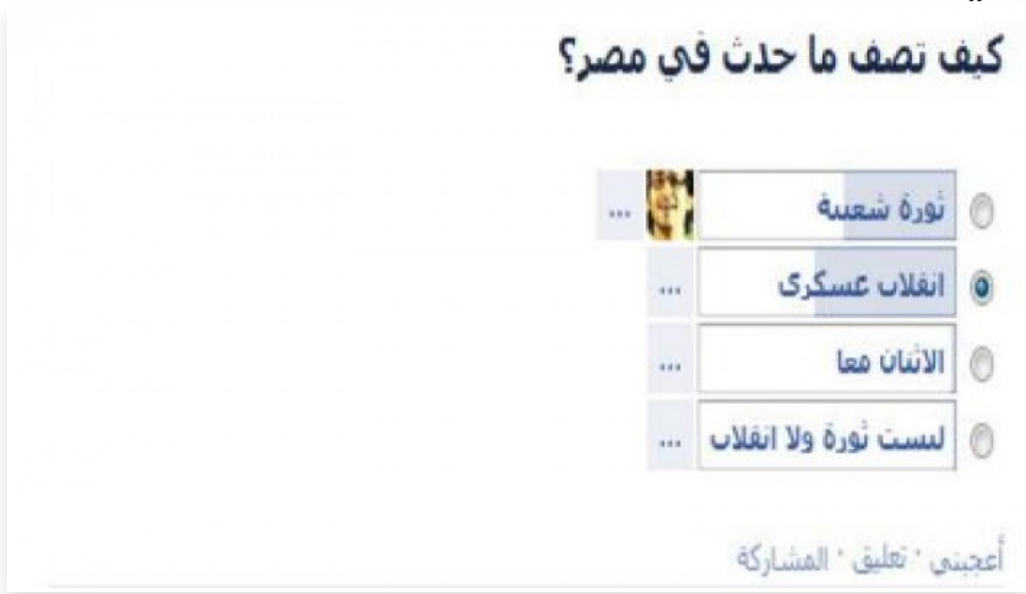 كيف تصف ما حدث في مصر؟
ثورة شعبية
...
انقلاب عسكرى
...
الاثنان معا
...
ليست ثورة ولا انقلاب
...
أعجبني · تعليق · المشاركة